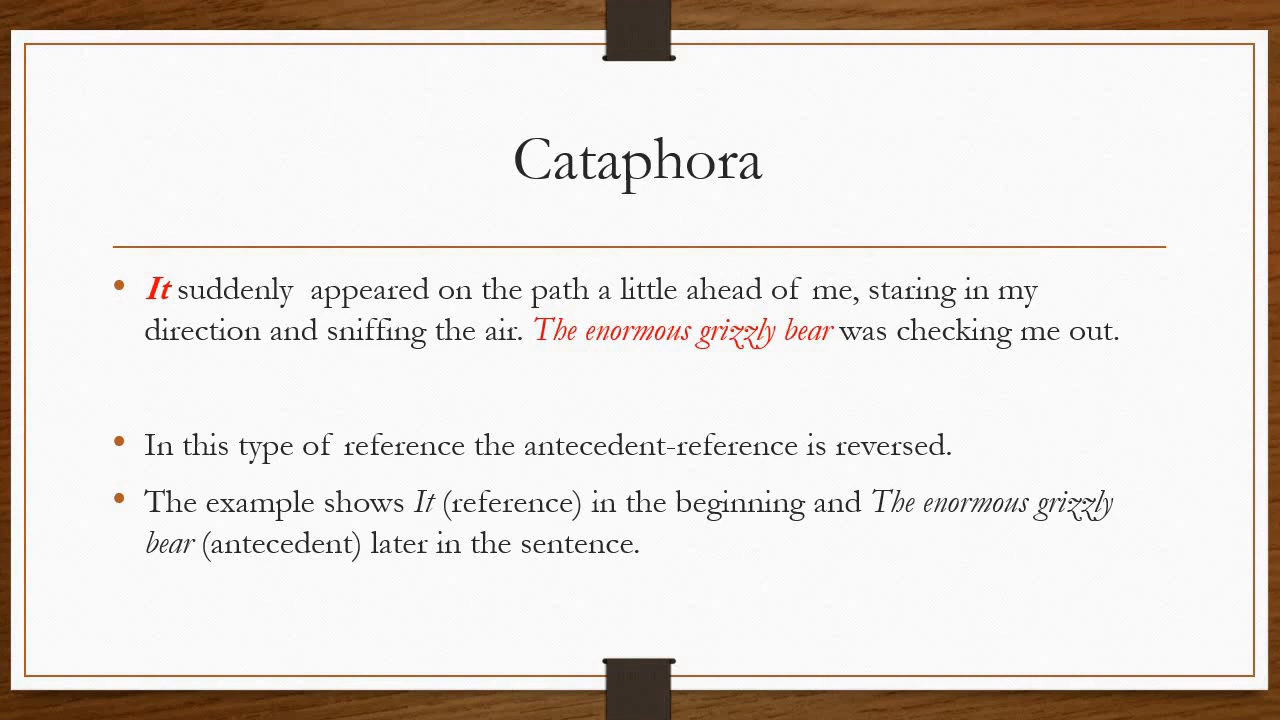 Cataphora
• It suddenly  appeared on the path a little ahead of me, staring in my
direction and sniffing the air. The enormous grizzly bear was checking me out.
• In this type of reference the antecedent-reference is reversed.
• The example shows It (reference) in the beginning and The enormous grizzly
bear (antecedent) later in the sentence.